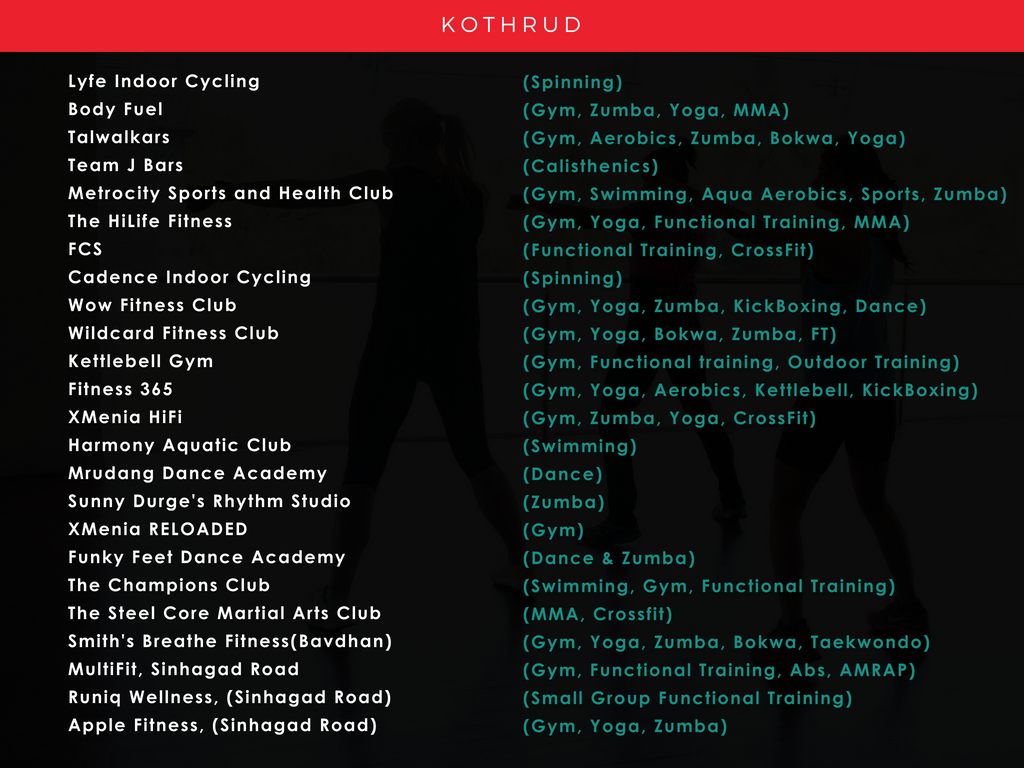 KOTHRUD
Lyfe Indoor Cycling (Spinning)
Body Fuel (Gym, Zumba, Yoga, MMA)
Talwalkars (Gym, Aerobics, Zumba, Bokwa, Yoga)
Team J Bars (Calisthenics)
Metrocity Sports and Health Club (Gym, Swimming, Aqua Aerobics, Sports, Zumba)
The HiLife Fitness (Gym, Yoga, Functional Training, MMA)
FCS (Functional Training, CrossFit)
Cadence Indoor Cycling (Spinning)
Wow Fitness Club (Gym, Yoga, Zumba, KickBoxing, Dance)
Wildcard Fitness Club (Gym, Yoga, Bokwa, Zumba, FT)
Kettlebell Gym (Gym, Functional training, Outdoor Training)
Fitness 365 (Gym, Yoga, Aerobics, Kettlebell, KickBoxing)
XMenia HiFi (Gym, Zumba, Yoga, CrossFit)
Harmony Aquatic Club (Swimming)
Mrudang Dance Academy (Dance)
Sunny Durge's Rhythm Studio (Zumba)
XMenia RELOADED (Gym)
Funky Feet Dance Academy (Dance & Zumba)
The Champions Club (Swimming, Gym, Functional Training)
The Steel Core Martial Arts Club (MMA, Crossfit)
Smith's Breathe Fitness(Bavdhan) (Gym, Yoga, Zumba, Bokwa, Taekwondo)
MultiFit, Sinhagad Road (Gym, Functional Training, Abs, AMRAP)
Runiq Wellness, (Sinhagad Road) (Small Group Functional Training)
Apple Fitness, (Sinhagad Road) (Gym, Yoga, Zumba)